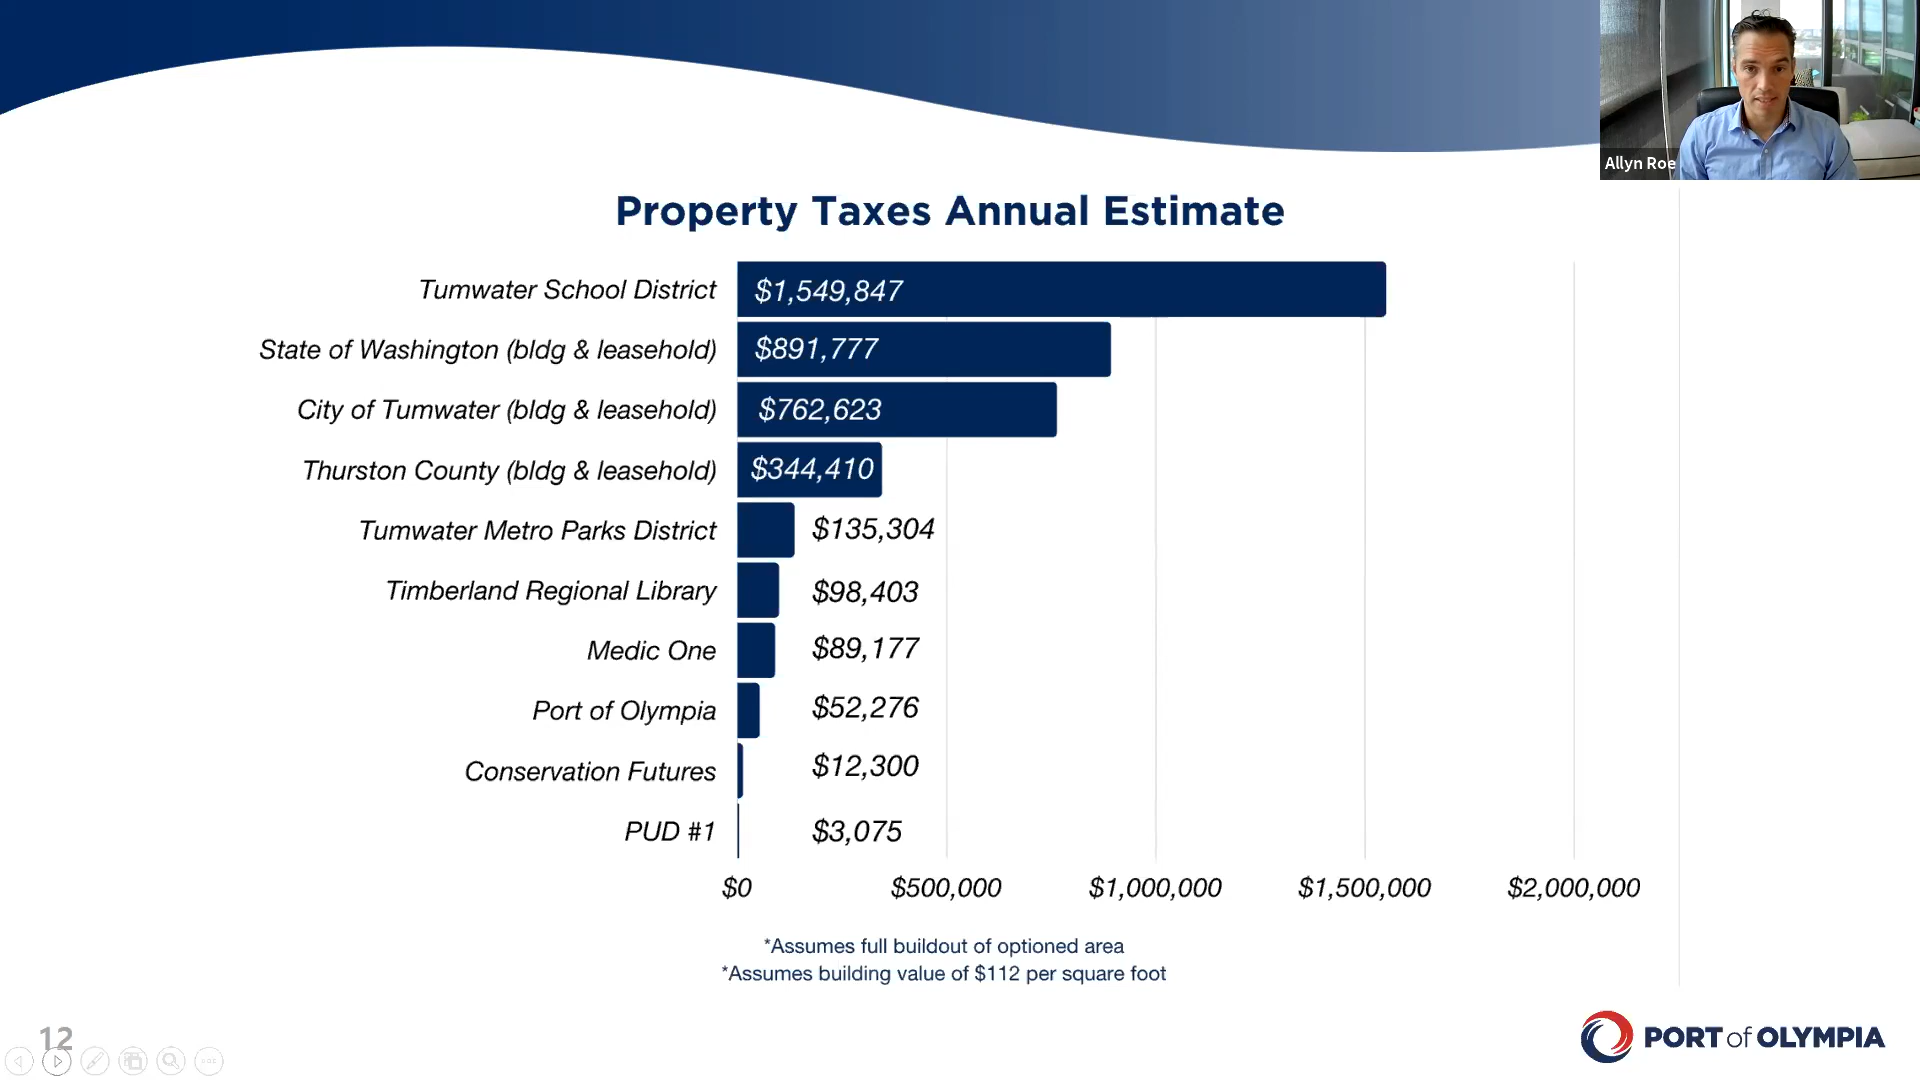 Allyn Roe
Property Taxes Annual Estimate
Tumwater School District $1,549,847
State of Washington (bldg & leasehold) $891,777
City of Tumwater (bldg & leasehold) $762,623
Thurston County (bldg & leasehold) $344,410
Tumwater Metro Parks District $135,304
Timberland Regional Library $98,403
Medic One $89,177
Port of Olympia $52,276
Conservation Futures $12,300
PUD #1 $3,075
$0 $500,000 $1,000,000 $1,500,000 $2,000,000
*Assumes full buildout of optioned area
*Assumes building value of $112 per square foot
12
PORT of OLYMPIA